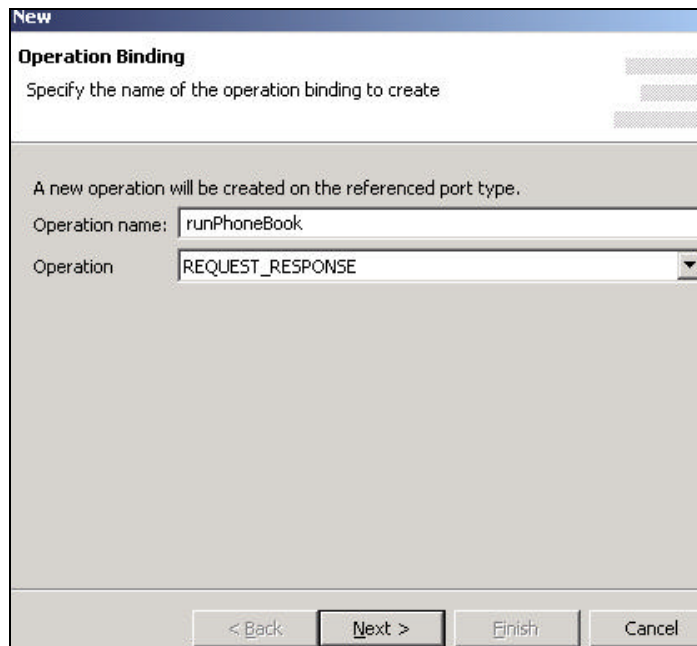 New
Operation Binding
Specify the name of the operation binding to create
A new operation will be created on the referenced port type.
Operation name: runPhoneBook
Operation REQUEST_RESPONSE
< Back Next > Finish Cancel